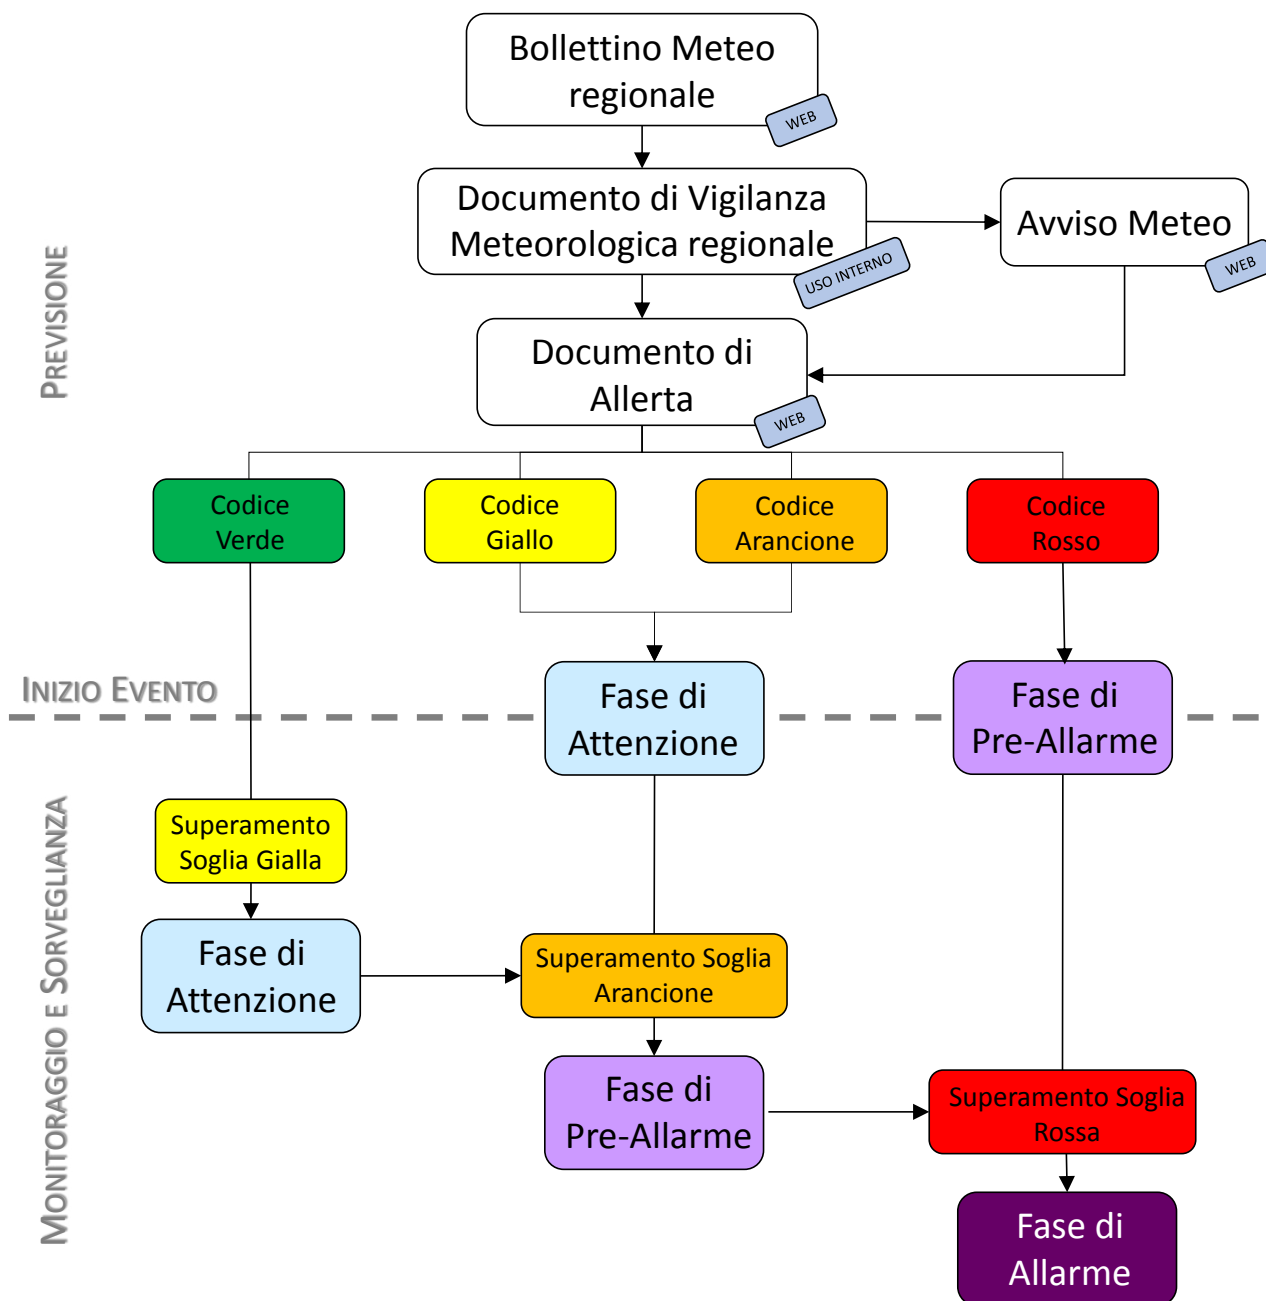 Bollettino Meteo
regionale
WEB
Documento di Vigilanza
Meteorologica regionale
USO INTERNO
Avviso Meteo
WEB
PREVISIONE
Documento di
Allerta
WEB
Codice
Verde
Codice
Giallo
Codice
Arancione
Codice
Rosso
INIZIO EVENTO
Fase di
Attenzione
Fase di
Pre-Allarme
MONITORAGGIO E SORVEGLIANZA
Superamento
Soglia Gialla
Fase di
Attenzione
Superamento Soglia
Arancione
Fase di
Pre-Allarme
Superamento Soglia
Rossa
Fase di
Allarme